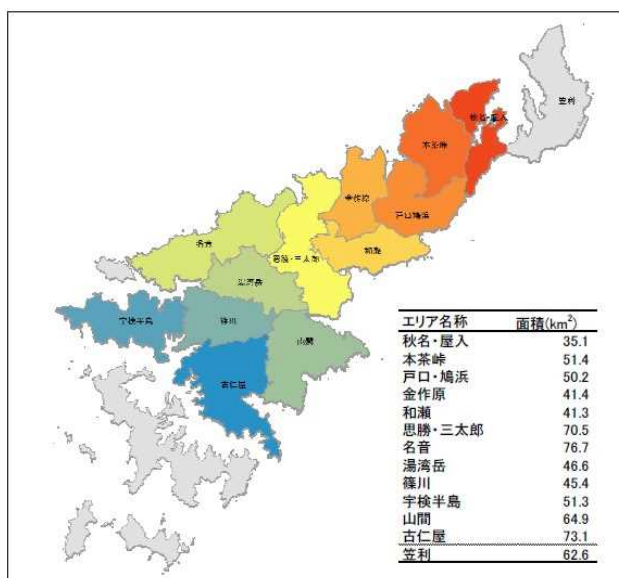 笠利
秋名・屋入
本茶峠
金作原
戸口鳩浜
和瀬
名音
思勝・三太郎
湯湾岳
宇検半島
篠川
山間
古仁屋
エリア名称 面積(km²)
秋名・屋入 35.1
本茶峠 51.4
戸口・鳩浜 50.2
金作原 41.4
和瀬 41.3
思勝・三太郎 70.5
名音 76.7
湯湾岳 46.6
篠川 45.4
宇検半島 51.3
山間 64.9
古仁屋 73.1
笠利 62.6